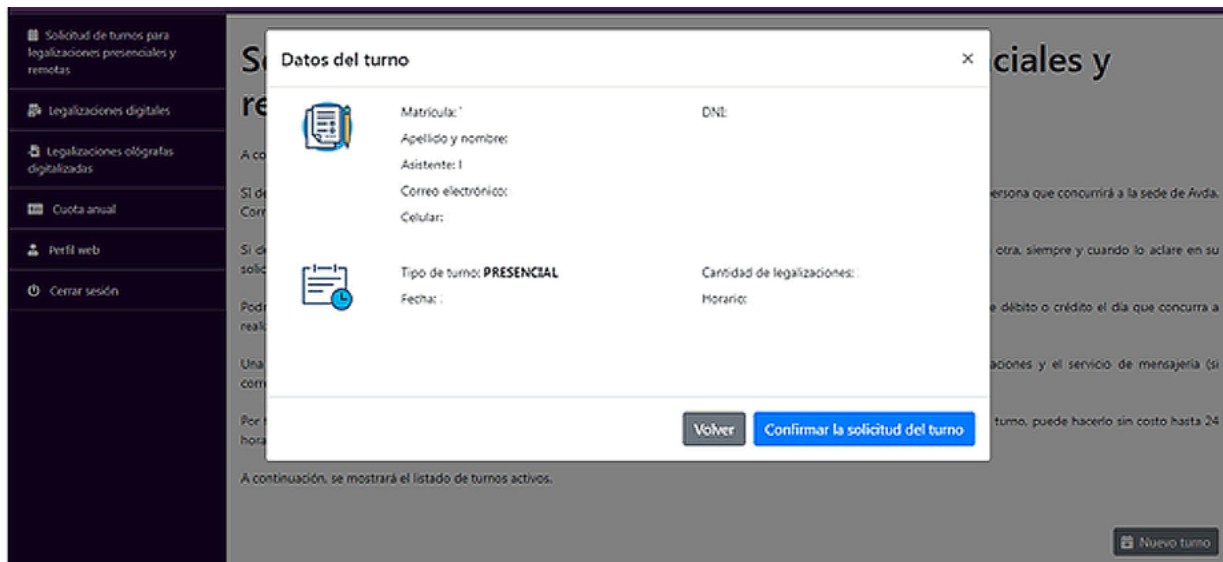 Solicitud de turnos para
legalizaciones presenciales y
remotas
Legalizaciones digitales
Legalizaciones ológrafas
digitalizadas
Cuota anual
Perfil web
Cerrar sesión
ciales y
Datos del turno
×
Matrícula:
DNI:
Apellido y nombre:
Asistente:
Correo electrónico:
Celular:
Tipo de turno: PRESENCIAL
Cantidad de legalizaciones:
Fecha:
Horario:
Volver
Confirmar la solicitud del turno
A co
SI de
ersona que concurrirá a la sede de Avda.
Corr
Si de
otra, siempre y cuando lo aclare en su
solic
Podr
e débito o crédito el día que concurra a
realiz
Una
aciones y el servicio de mensajería (si
corre
Por
turno, puede hacerlo sin costo hasta 24
hora
A continuación, se mostrará el listado de turnos activos.
Nuevo turno